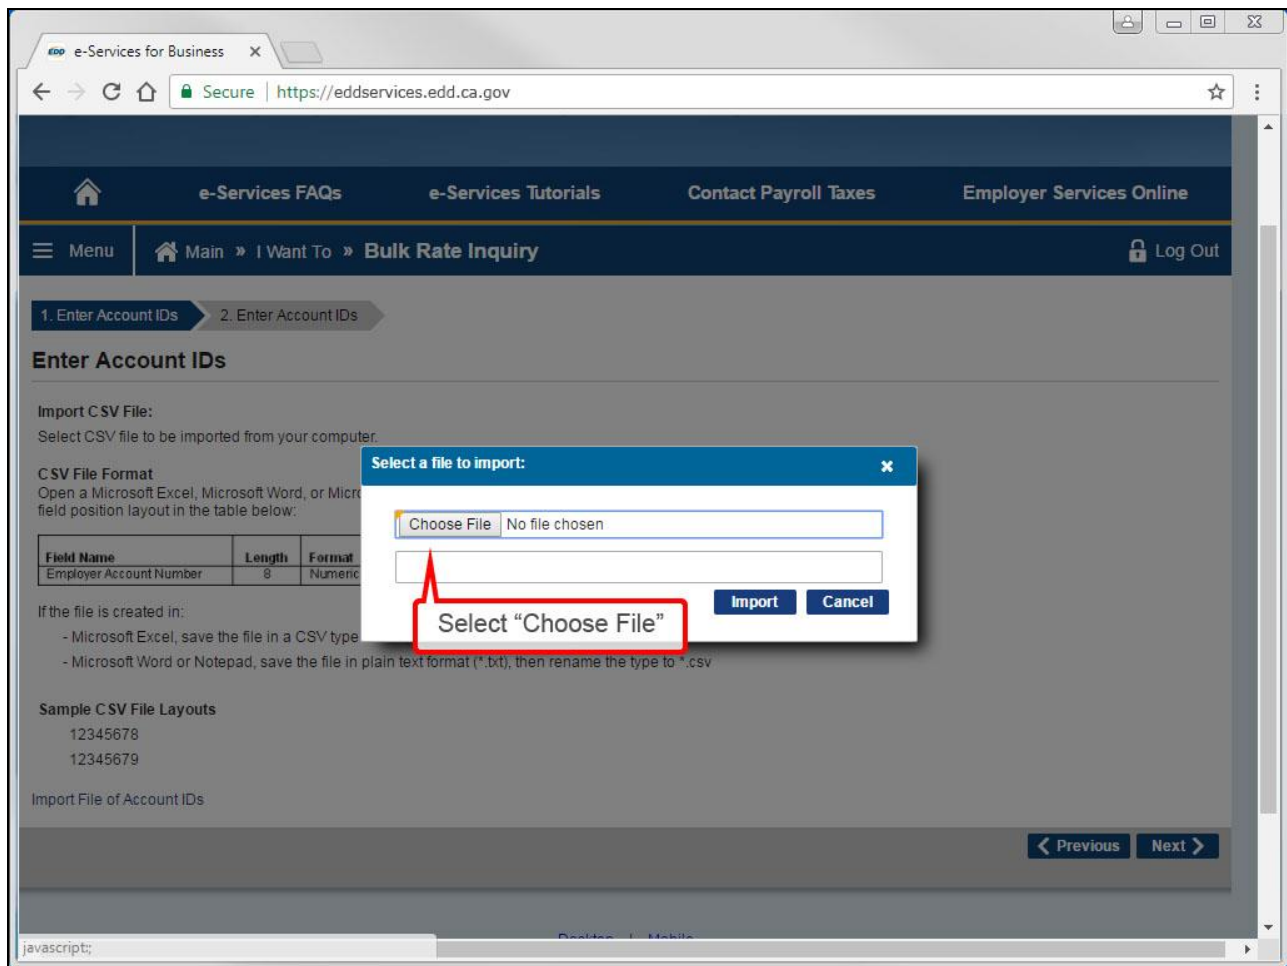 EDD e-Services for Business
Secure | https://eddservices.edd.ca.gov
e-Services FAQs e-Services Tutorials Contact Payroll Taxes Employer Services Online
Menu Main » I Want To » Bulk Rate Inquiry Log Out
1. Enter Account IDs 2. Enter Account IDs
Enter Account IDs
Import CSV File:
Select CSV file to be imported from your computer.
CSV File Format
Open a Microsoft Excel, Microsoft Word, or Micro
field position layout in the table below:
Field Name Length Format
Employer Account Number 8 Numeric
Select a file to import:
Choose File No file chosen
Import Cancel
Select “Choose File”
If the file is created in:
- Microsoft Excel, save the file in a CSV type
- Microsoft Word or Notepad, save the file in plain text format (*.txt), then rename the type to *.csv
Sample CSV File Layouts
12345678
12345679
Import File of Account IDs
Previous Next
Desktop | Mobile
javascript:;